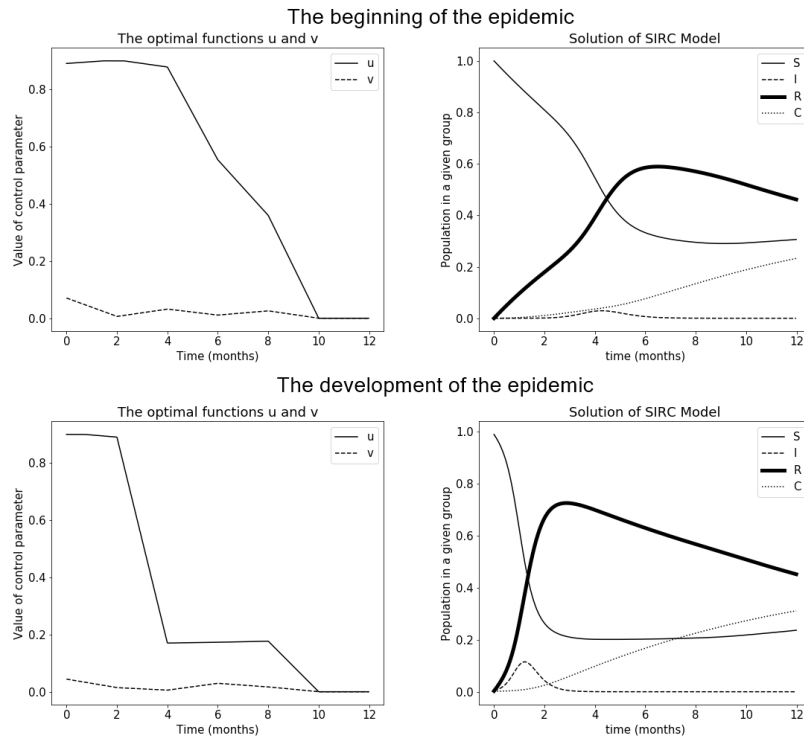 The beginning of the epidemic
The optimal functions u and v
Value of control parameter
0.8
0.6
0.4
0.2
0.0
0 2 4 6 8 10 12
Time (months)
u
v
Solution of SIRC Model
Population in a given group
1.0
0.8
0.6
0.4
0.2
0.0
0 2 4 6 8 10 12
time (months)
S
I
R
C
The development of the epidemic
The optimal functions u and v
Value of control parameter
0.8
0.6
0.4
0.2
0.0
0 2 4 6 8 10 12
Time (months)
u
v
Solution of SIRC Model
Population in a given group
1.0
0.8
0.6
0.4
0.2
0.0
0 2 4 6 8 10 12
time (months)
S
I
R
C